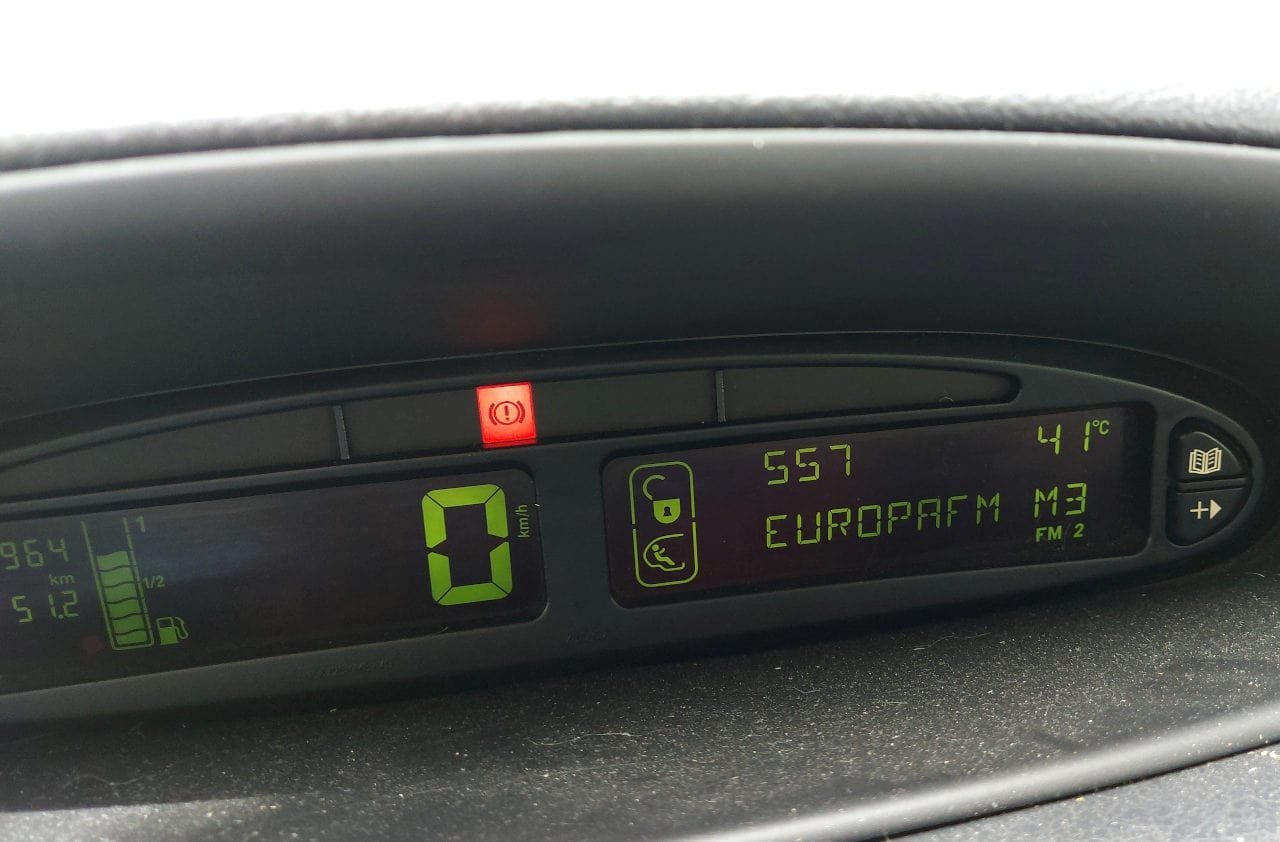 557 41°C
EUROPAFM M3
FM 2
0 km/h
964
km
51.2
1
1/2